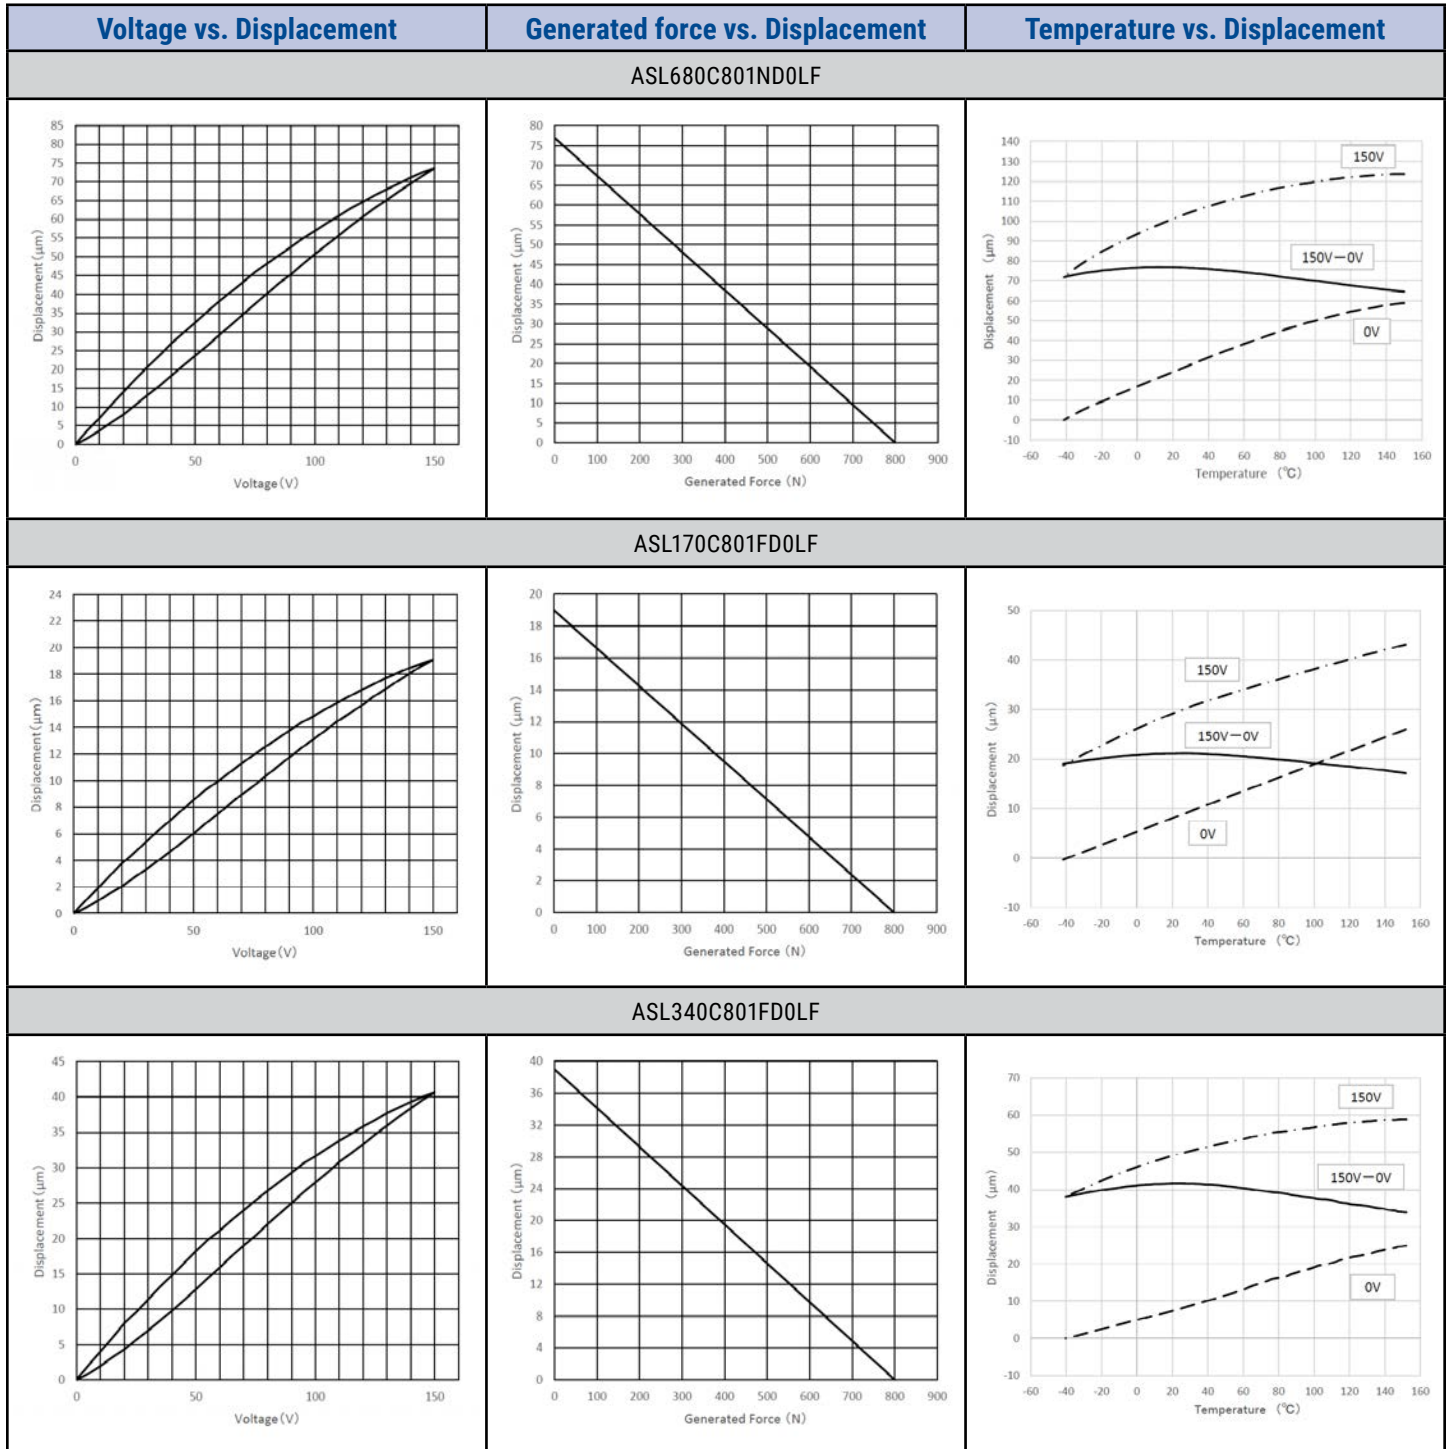 Voltage vs. Displacement
Generated force vs. Displacement
Temperature vs. Displacement
ASL680C801ND0LF
85
80
75
70
65
60
55
50
45
40
35
30
25
20
15
10
5
0
Displacement(μm)
0 50 100 150
Voltage(V)
80
75
70
65
60
55
50
45
40
35
30
25
20
15
10
5
0
Displacement (μm)
0 100 200 300 400 500 600 700 800 900
Generated Force (N)
140
130
120
110
100
90
80
70
60
50
40
30
20
10
0
-10
Displacement (μm)
150V
150V－0V
0V
-60 -40 -20 0 20 40 60 80 100 120 140 160
Temperature (℃)
ASL170C801FD0LF
24
22
20
18
16
14
12
10
8
6
4
2
0
Displacement(μm)
0 50 100 150
Voltage(V)
20
18
16
14
12
10
8
6
4
2
0
Displacement (μm)
0 100 200 300 400 500 600 700 800 900
Generated Force (N)
50
40
30
20
10
0
-10
Displacement (μm)
150V
150V－0V
0V
-60 -40 -20 0 20 40 60 80 100 120 140 160
Temperature (℃)
ASL340C801FD0LF
45
40
35
30
25
20
15
10
5
0
Displacement(μm)
0 50 100 150
Voltage(V)
40
36
32
28
24
20
16
12
8
4
0
Displacement (μm)
0 100 200 300 400 500 600 700 800 900
Generated Force (N)
70
60
50
40
30
20
10
0
-10
Displacement (μm)
150V
150V－0V
0V
-60 -40 -20 0 20 40 60 80 100 120 140 160
Temperature (℃)